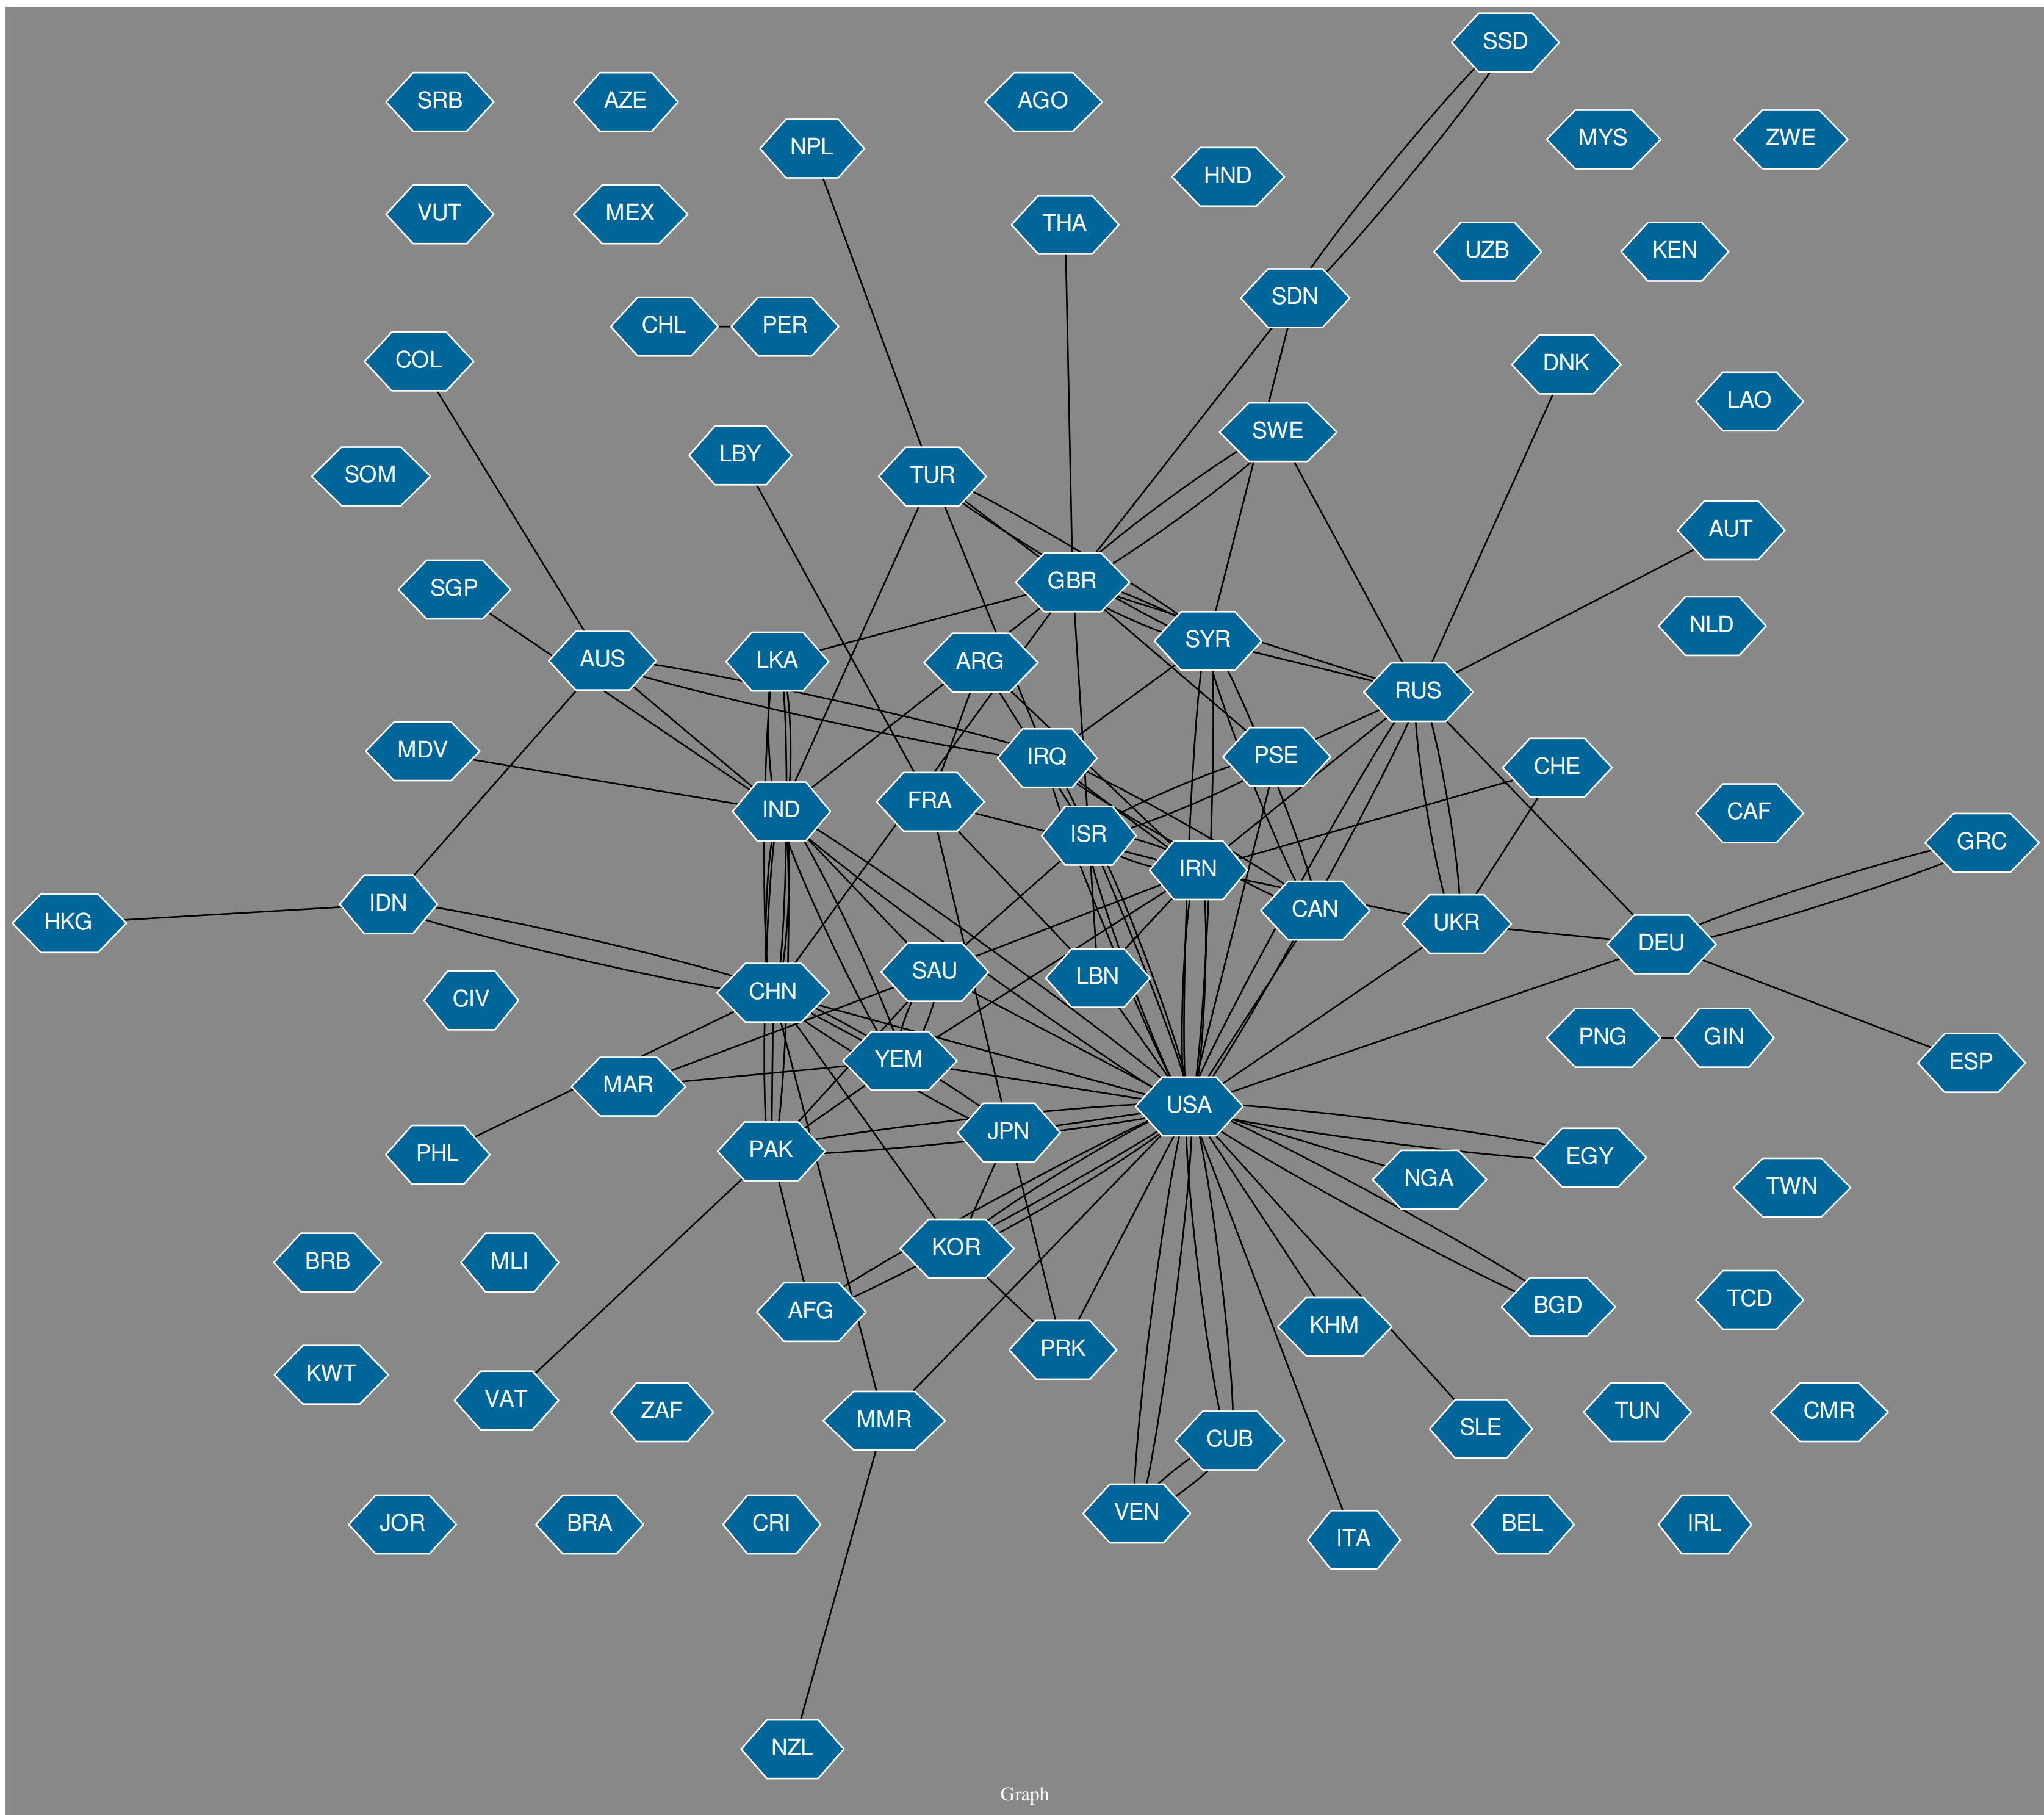 SSD
SRB
AZE
AGO
NPL
MYS
ZWE
HND
VUT
MEX
THA
UZB
KEN
SDN
CHL
PER
COL
DNK
LAO
SWE
LBY
SOM
TUR
AUT
GBR
SGP
NLD
SYR
AUS
LKA
ARG
RUS
MDV
IRQ
PSE
CHE
IND
FRA
CAF
ISR
GRC
IRN
IDN
HKG
CAN
UKR
DEU
SAU
LBN
CHN
CIV
PNG
GIN
YEM
ESP
MAR
USA
JPN
PHL
PAK
EGY
NGA
TWN
KOR
BRB
MLI
AFG
BGD
TCD
KHM
PRK
KWT
VAT
ZAF
MMR
CUB
SLE
TUN
CMR
VEN
JOR
BRA
CRI
ITA
BEL
IRL
NZL
Graph